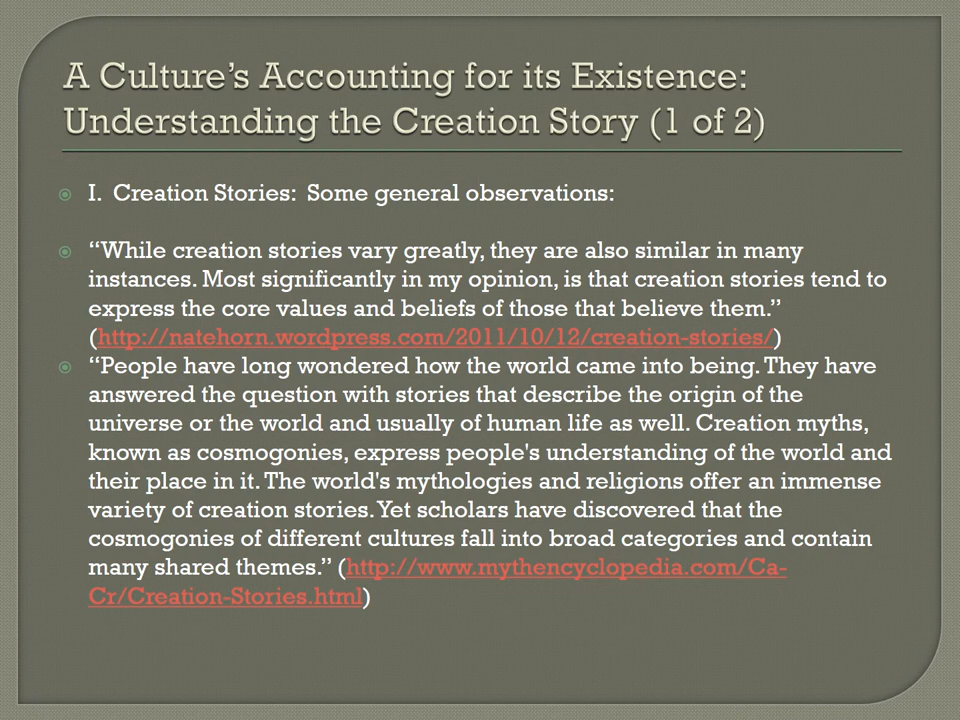 A Culture’s Accounting for its Existence:
Understanding the Creation Story (1 of 2)
I.  Creation Stories:  Some general observations:
“While creation stories vary greatly, they are also similar in many
instances. Most significantly in my opinion, is that creation stories tend to
express the core values and beliefs of those that believe them.”
(http://natehorn.wordpress.com/2011/10/12/creation-stories/)
“People have long wondered how the world came into being. They have
answered the question with stories that describe the origin of the
universe or the world and usually of human life as well. Creation myths,
known as cosmogonies, express people's understanding of the world and
their place in it. The world's mythologies and religions offer an immense
variety of creation stories. Yet scholars have discovered that the
cosmogonies of different cultures fall into broad categories and contain
many shared themes.” (http://www.mythencyclopedia.com/Ca-
Cr/Creation-Stories.html)